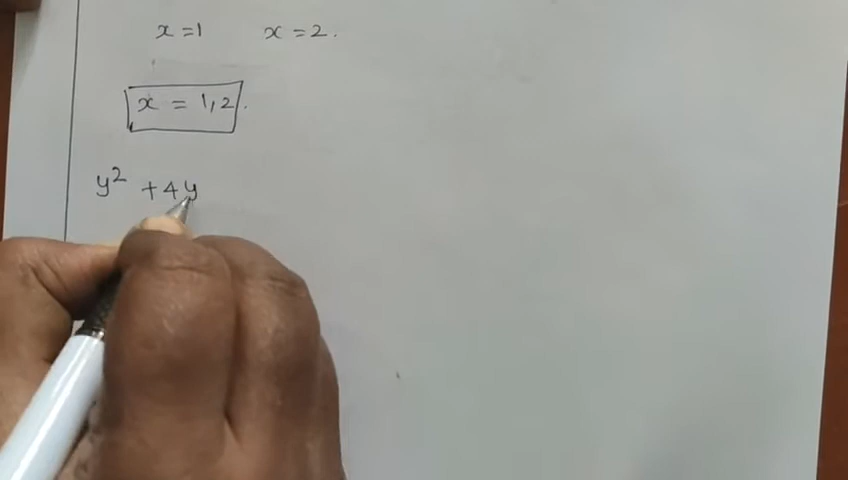 x = 1 x = 2.
x = 1, 2.
y² + 4y